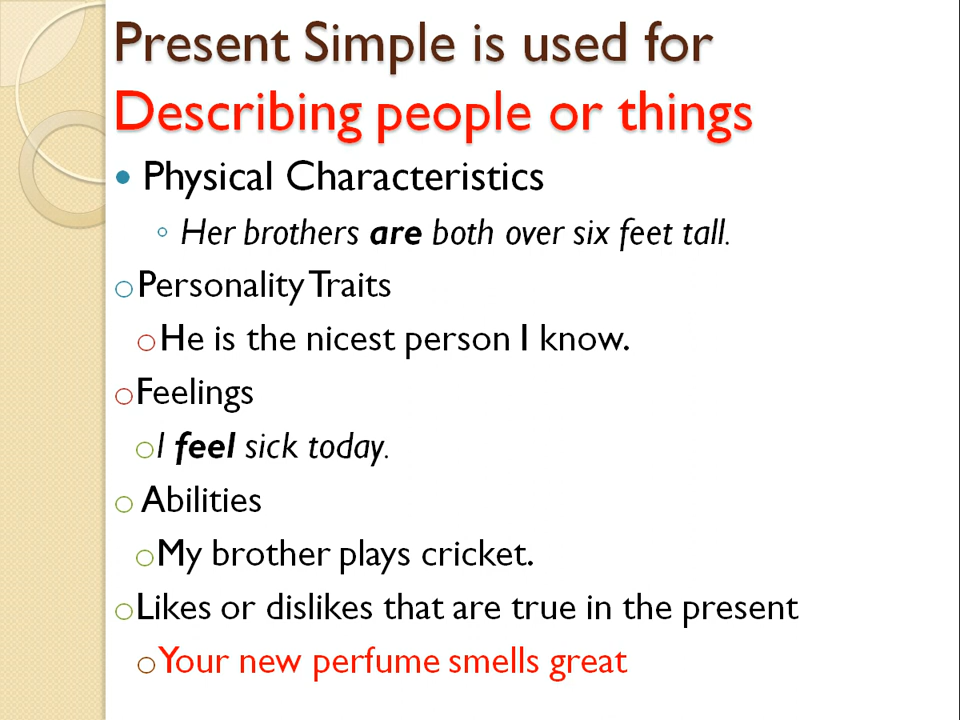 Present Simple is used for
Describing people or things
Physical Characteristics
Her brothers are both over six feet tall.
Personality Traits
He is the nicest person I know.
Feelings
I feel sick today.
Abilities
My brother plays cricket.
Likes or dislikes that are true in the present
Your new perfume smells great